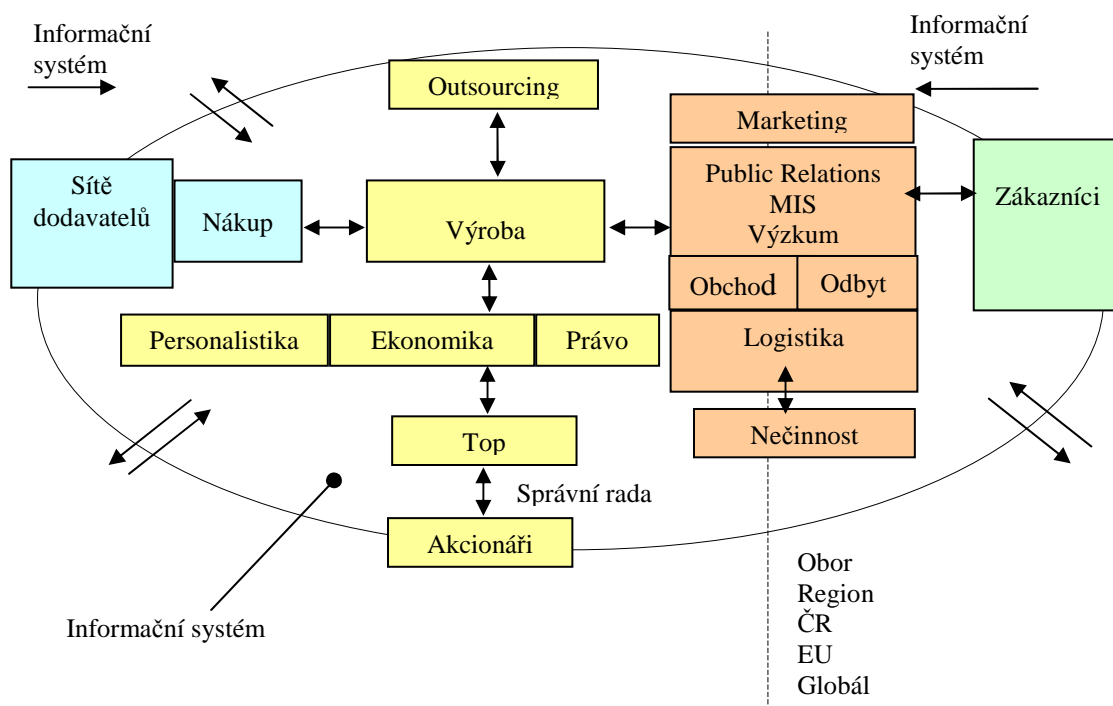 Informační
systém
Informační
systém
Outsourcing
Marketing
Sítě
dodavatelů
Nákup
Výroba
Public Relations
MIS
Výzkum
Zákazníci
Obchod
Odbyt
Personalistika
Ekonomika
Právo
Logistika
Top
Nečinnost
Správní rada
Akcionáři
Informační systém
Obor
Region
ČR
EU
Globál